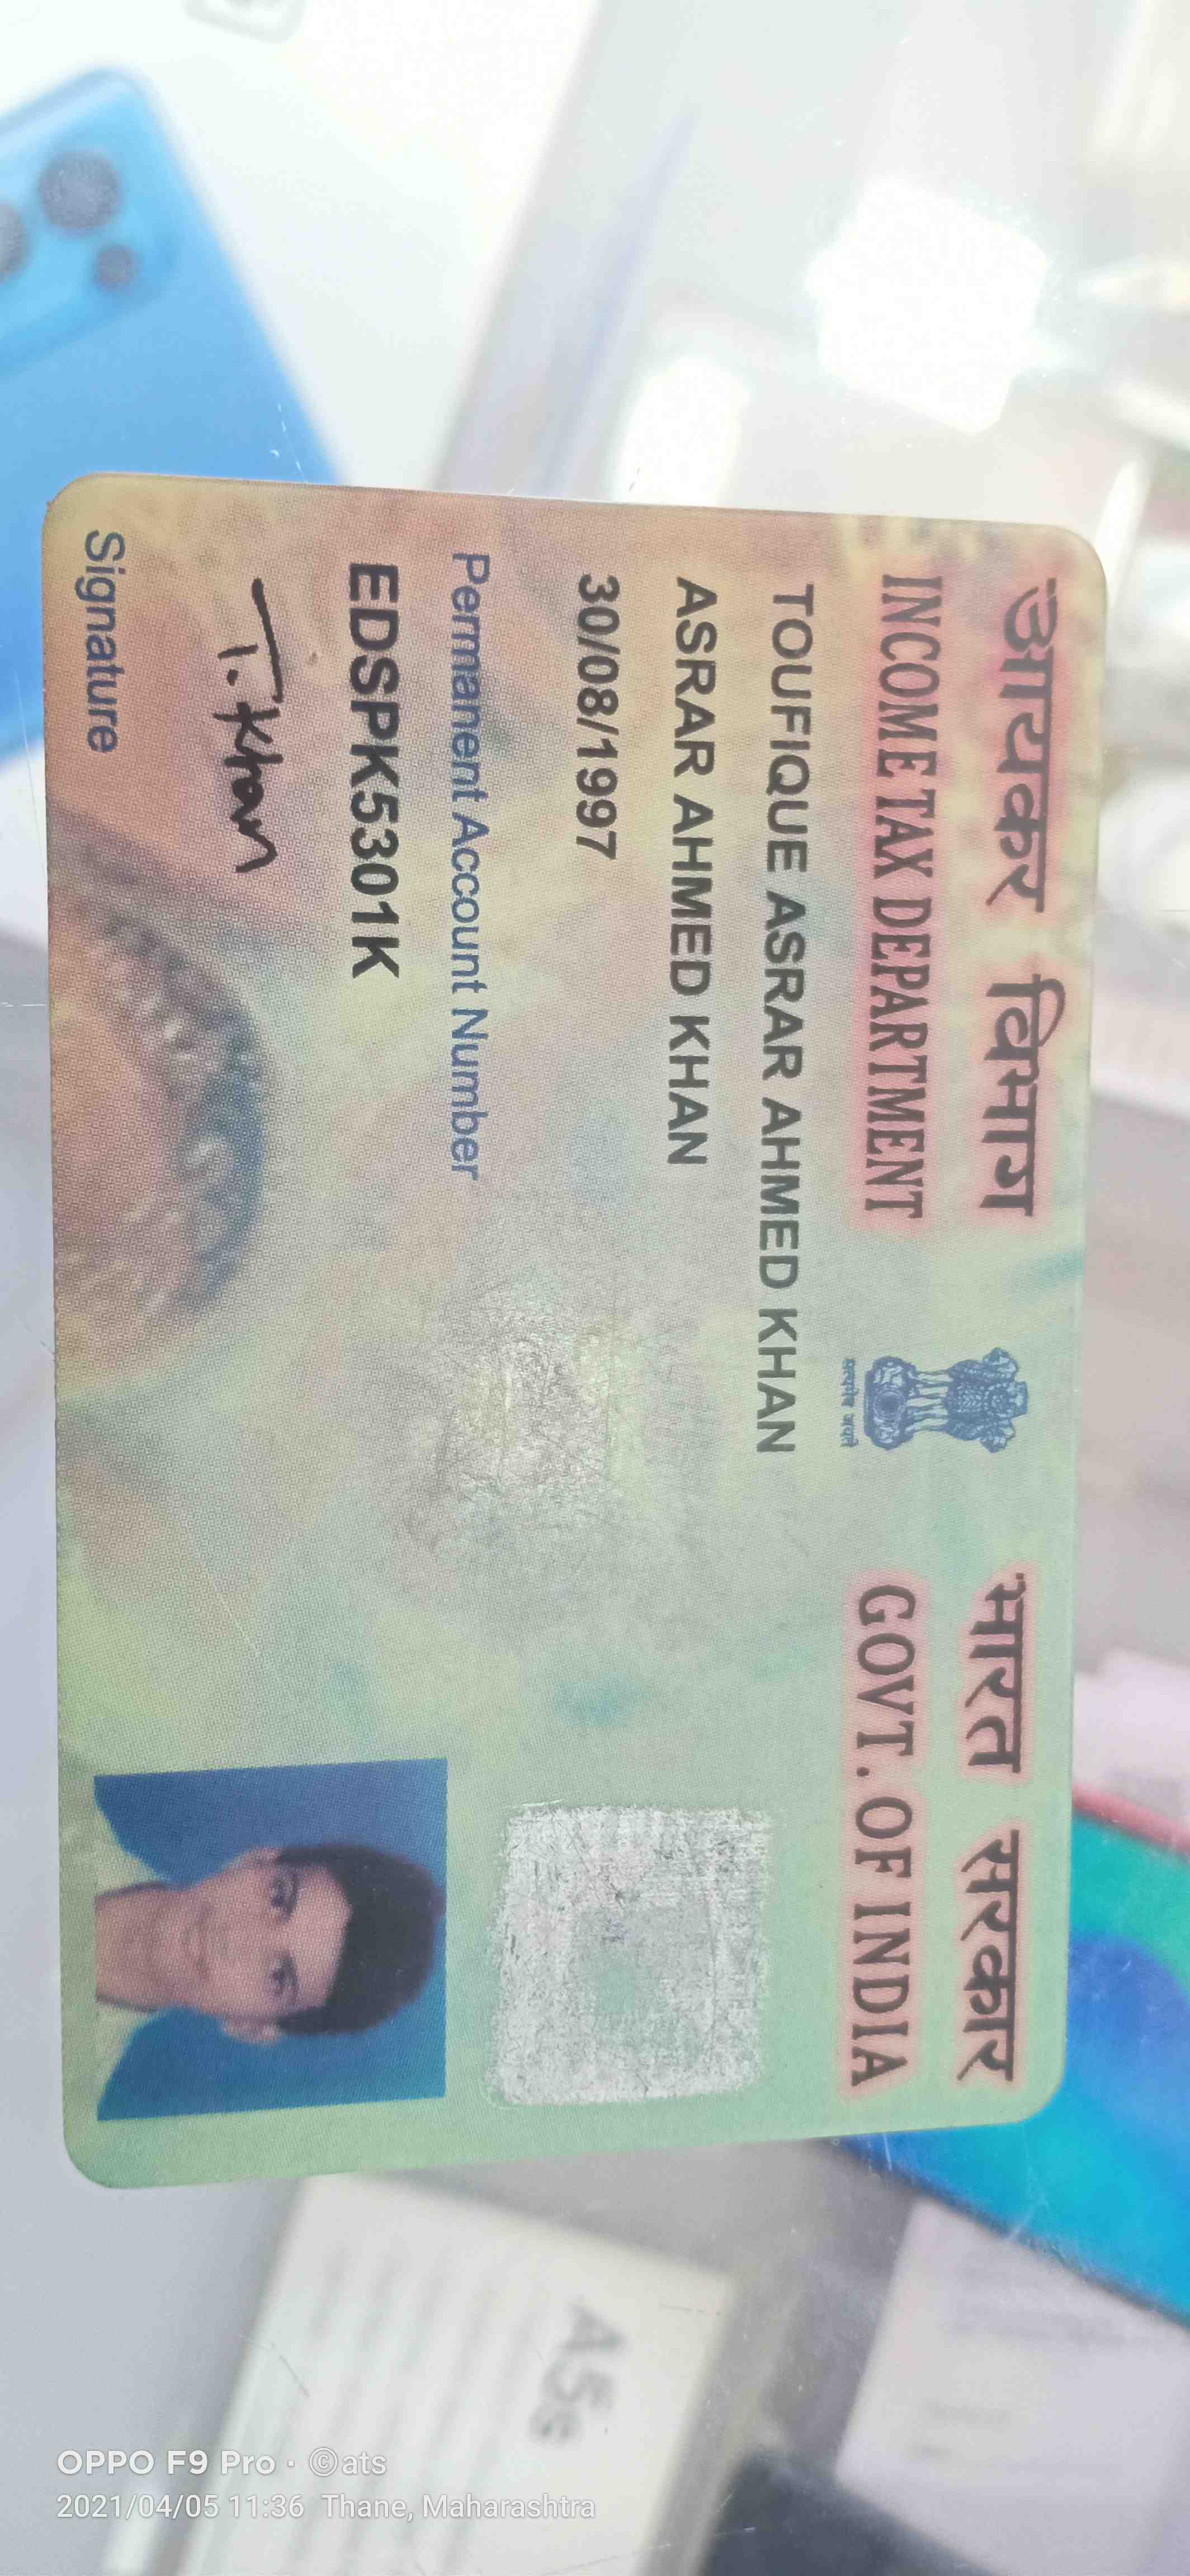 आयकर विभाग
INCOME TAX DEPARTMENT
सत्यमेव जयते
भारत सरकार
GOVT. OF INDIA
TOUFIQUE ASRAR AHMED KHAN
ASRAR AHMED KHAN
30/08/1997
Permanent Account Number
EDSPK5301K
T. Khan
Signature
OPPO F9 Pro · ©ats
2021/04/05 11:36 Thane, Maharashtra